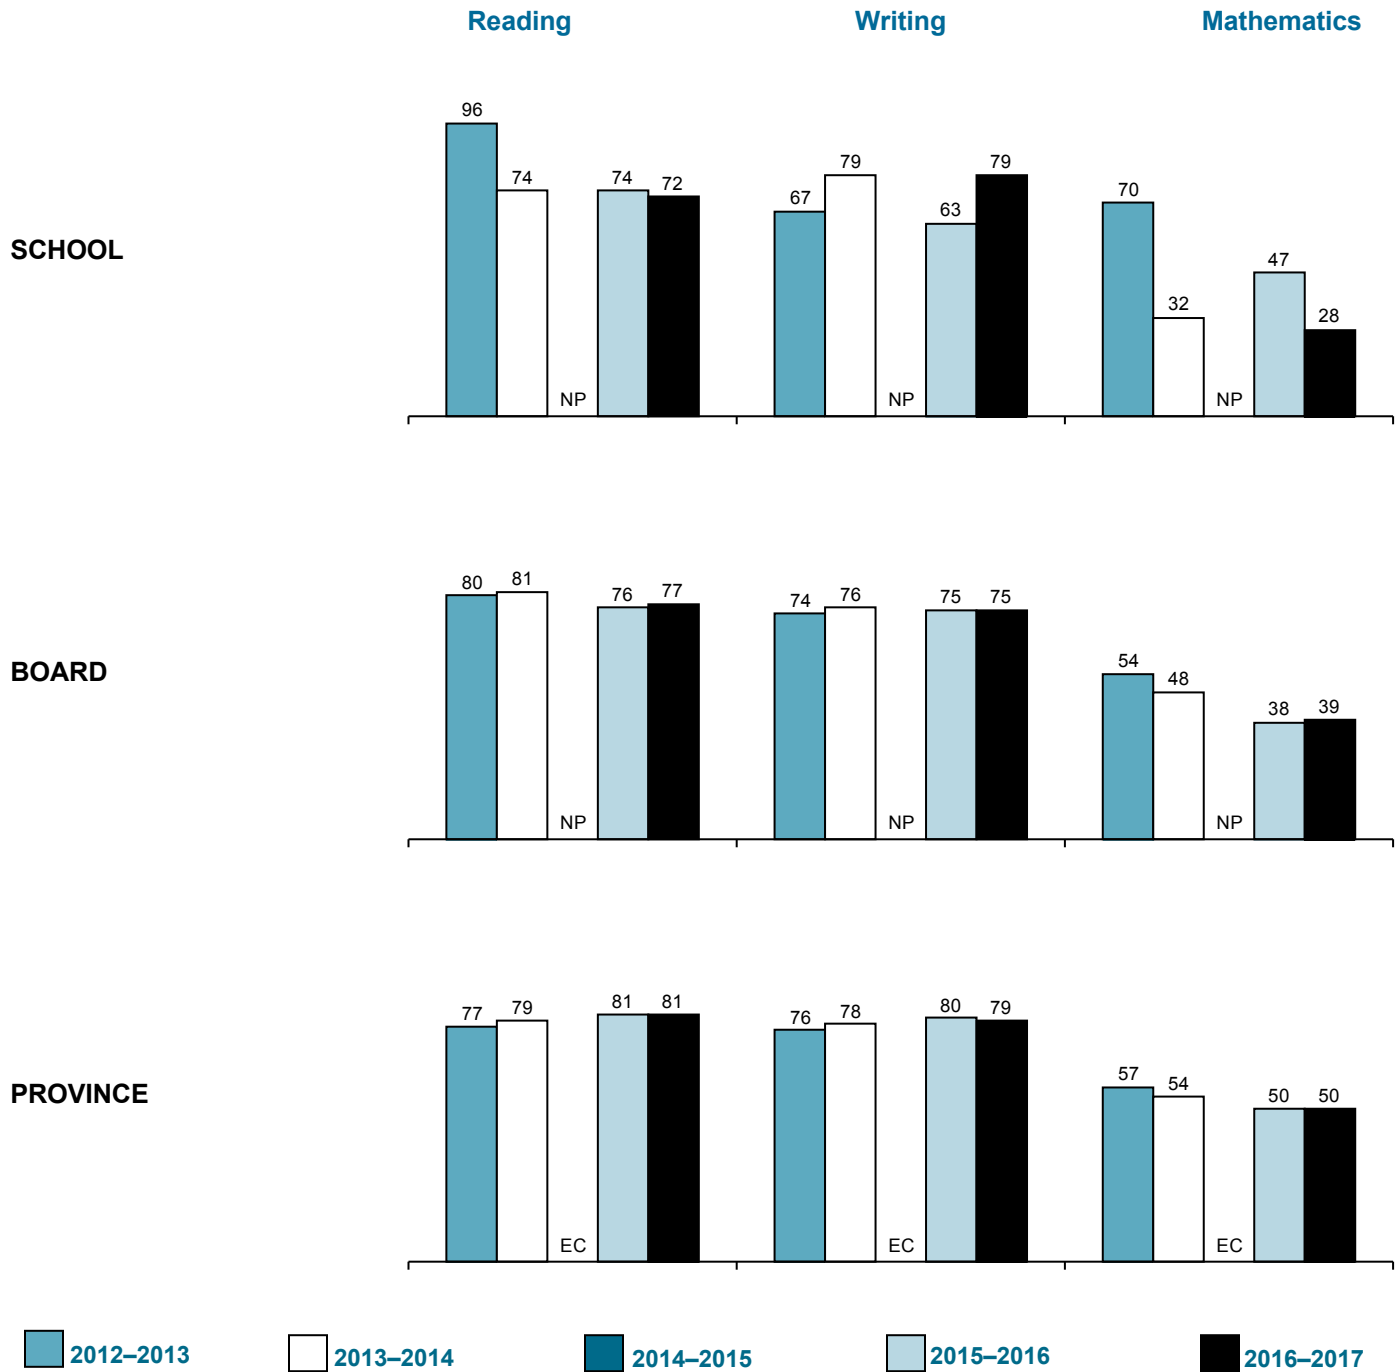 Reading Writing Mathematics
SCHOOL
96 74 NP 74 72 67 79 NP 63 79 70 32 NP 47 28
BOARD
80 81 NP 76 77 74 76 NP 75 75 54 48 NP 38 39
PROVINCE
77 79 EC 81 81 76 78 EC 80 79 57 54 EC 50 50
2012–2013 2013–2014 2014–2015 2015–2016 2016–2017